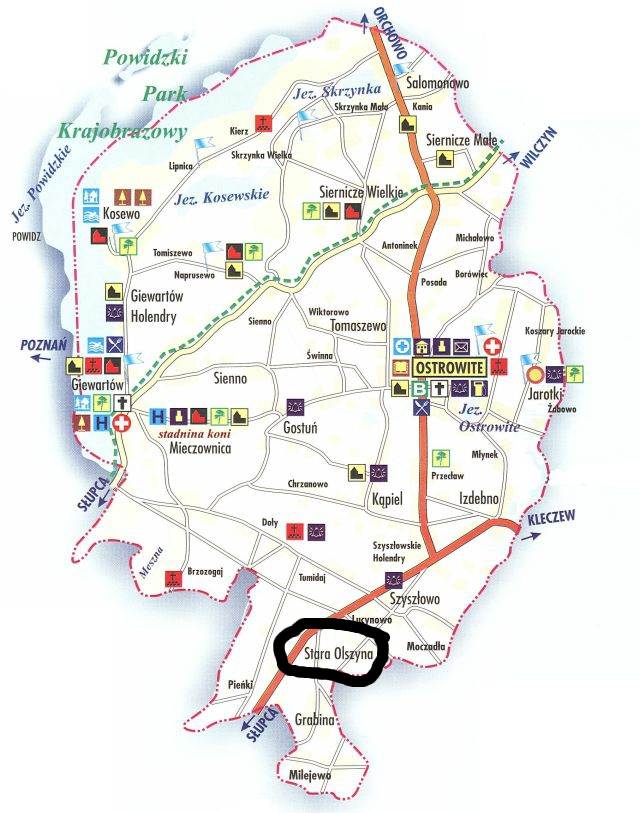 ORCHOWO
Powidzki
Park
Krajobrazowy
Salomonowo
Jez. Skrzynka
Skrzynka Mała
Kania
Kierz
Siernicze Małe
WILCZYN
Lipnica
Skrzynka Wielka
Jez. Powidzkie
Jez. Kosewskie
Siernicze Wielkie
Kosewo
POWIDZ
Michałowo
Antoninek
Tomiszewo
Naprusewo
Borówiec
Posada
Giewartów
Holendry
Wiktorowo
Sienno
Tomaszewo
Koszary Jarockie
POZNAŃ
Świnna
OSTROWITE
Giewartów
Sienno
Jarotki
B
Żabowo
H
H
Jez.
Ostrowite
stadnina koni
Gostuń
Mieczownica
Młynek
Przecław
SŁUPCA
Chrzanowo
Kąpiel
Izdebno
KLECZEW
Doły
Szyszłowskie
Holendry
Meszna
Brzozogaj
Tumidaj
Szyszłowo
Lucynowo
Moczadła
Stara Olszyna
Pieńki
SŁUPCA
Grabina
Milejewo